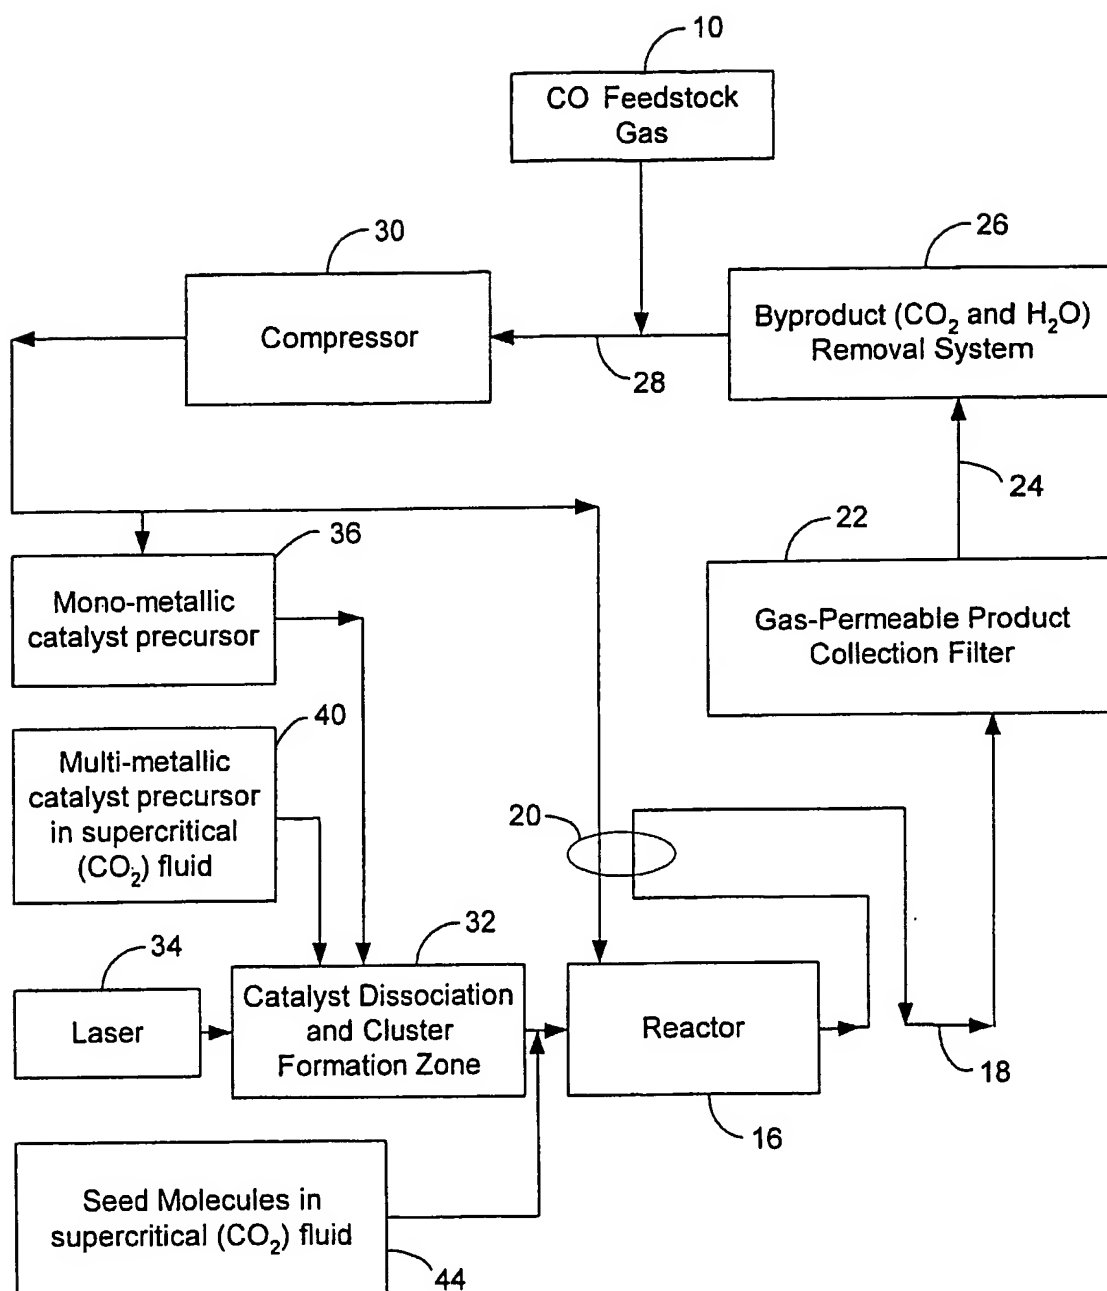 10
CO Feedstock
Gas
30
Compressor
26
Byproduct (CO₂ and H₂O)
Removal System
28
24
36
Mono-metallic
catalyst precursor
22
Gas-Permeable Product
Collection Filter
40
Multi-metallic
catalyst precursor
in supercritical
(CO₂) fluid
20
34
Laser
32
Catalyst Dissociation
and Cluster
Formation Zone
Reactor
18
16
Seed Molecules in
supercritical (CO₂) fluid
44